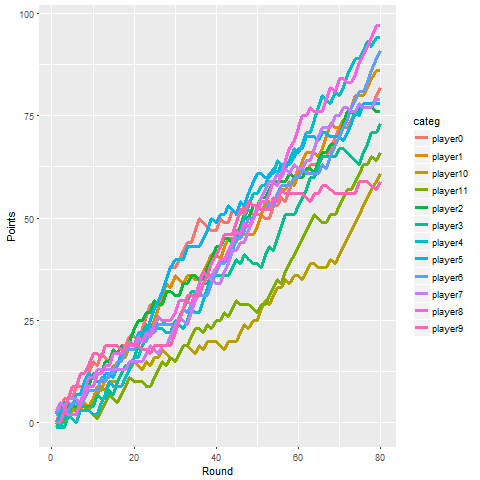 100
75
50
25
0
Points
0
20
40
60
80
Round
categ
player0
player1
player10
player11
player2
player3
player4
player5
player6
player7
player8
player9